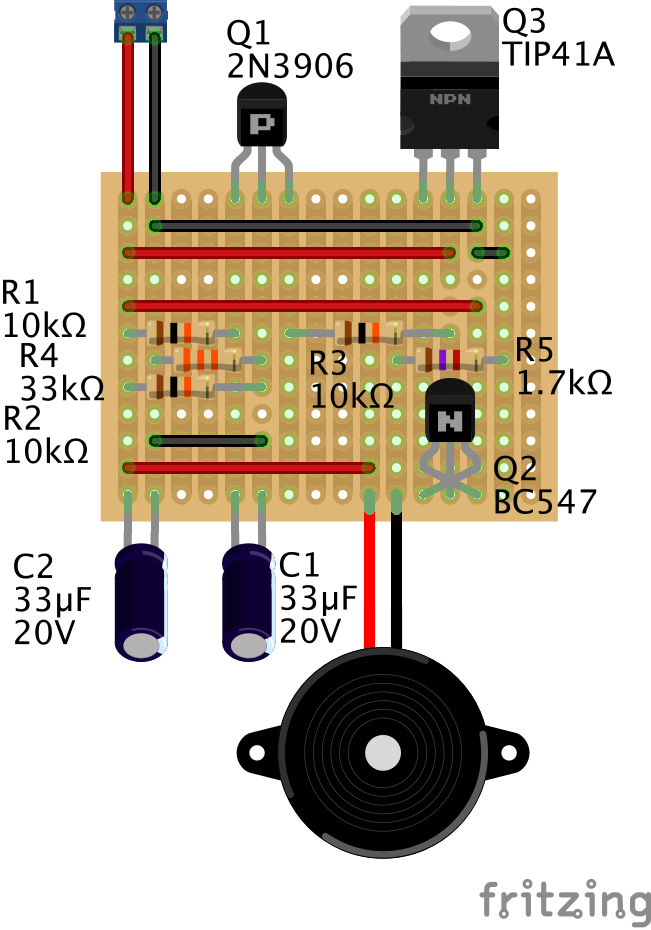 Q1
2N3906
P
Q3
TIP41A
NPN
R1
10kΩ
R4
33kΩ
R2
10kΩ
R3
10kΩ
R5
1.7kΩ
N
Q2
BC547
C2
33µF
20V
C1
33µF
20V
fritzing